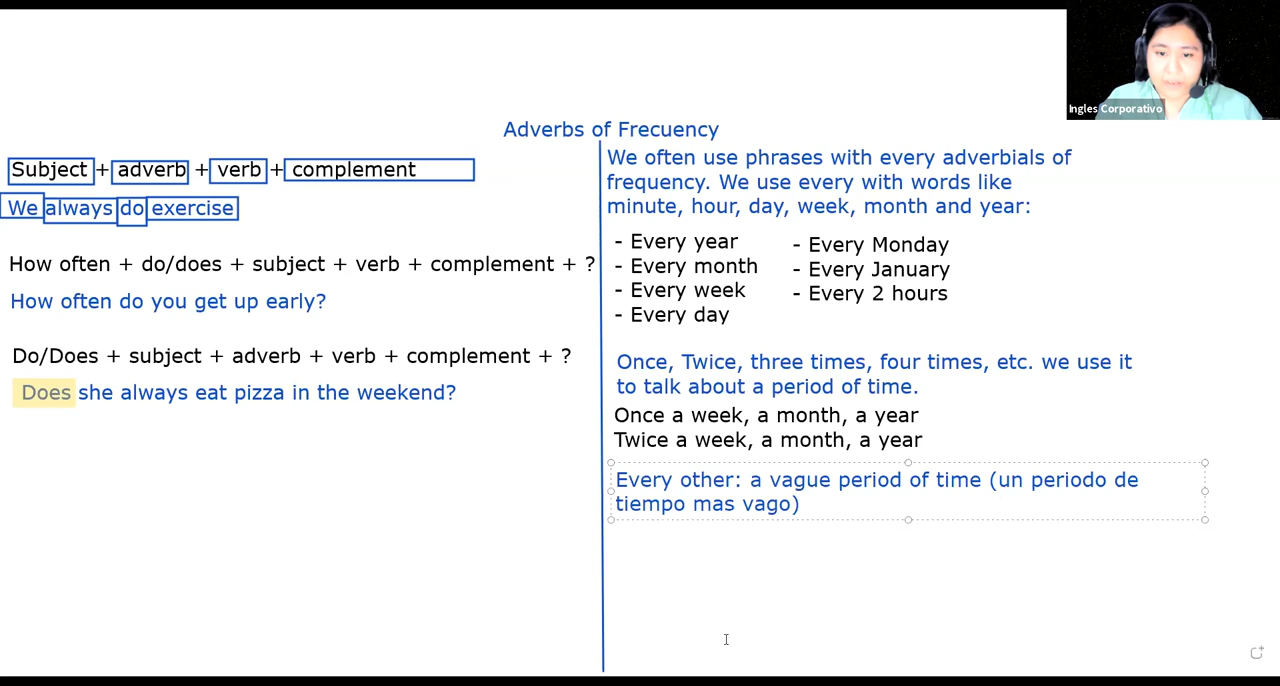 Ingles Corporativo
Adverbs of Frecuency
Subject + adverb + verb + complement
We always do exercise
How often + do/does + subject + verb + complement + ?
How often do you get up early?
Do/Does + subject + adverb + verb + complement + ?
Does she always eat pizza in the weekend?
We often use phrases with every adverbials of
frequency. We use every with words like
minute, hour, day, week, month and year:
- Every year
- Every month
- Every week
- Every day
- Every Monday
- Every January
- Every 2 hours
Once, Twice, three times, four times, etc. we use it
to talk about a period of time.
Once a week, a month, a year
Twice a week, a month, a year
Every other: a vague period of time (un periodo de
tiempo mas vago)